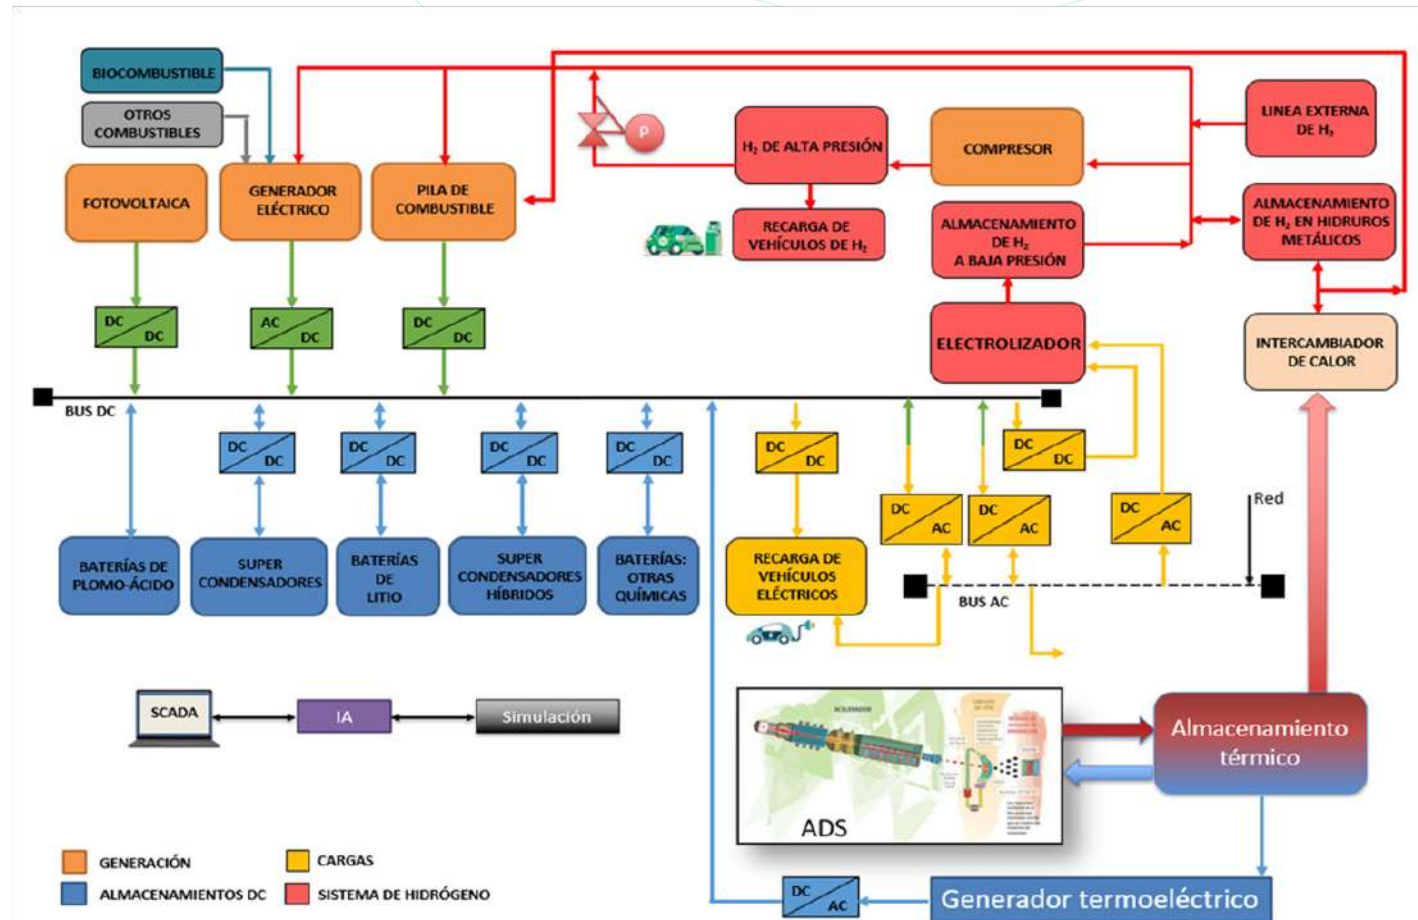 BIOCOMBUSTIBLE
OTROS
COMBUSTIBLES
FOTOVOLTAICA
GENERADOR
ELÉCTRICO
PILA DE
COMBUSTIBLE
P
H₂ DE ALTA PRESIÓN
COMPRESOR
LINEA EXTERNA
DE H₂
RECARGA DE
VEHÍCULOS DE H₂
ALMACENAMIENTO
DE H₂
A BAJA PRESIÓN
ALMACENAMIENTO
DE H₂ EN HIDRUROS
METÁLICOS
DC
DC
AC
DC
DC
DC
ELECTROLIZADOR
INTERCAMBIADOR
DE CALOR
BUS DC
DC
DC
DC
DC
DC
DC
DC
DC
DC
DC
DC
DC
DC
AC
DC
AC
DC
AC
Red
BATERÍAS DE
PLOMO-ÁCIDO
SUPER
CONDENSADORES
BATERÍAS
DE
LITIO
SUPER
CONDENSADORES
HÍBRIDOS
BATERÍAS:
OTRAS
QUÍMICAS
RECARGA DE
VEHÍCULOS
ELÉCTRICOS
BUS AC
SCADA
IA
Simulación
ACELERADOR
ADS
Almacenamiento
térmico
GENERACIÓN
CARGAS
ALMACENAMIENTOS DC
SISTEMA DE HIDRÓGENO
DC
AC
Generador termoeléctrico